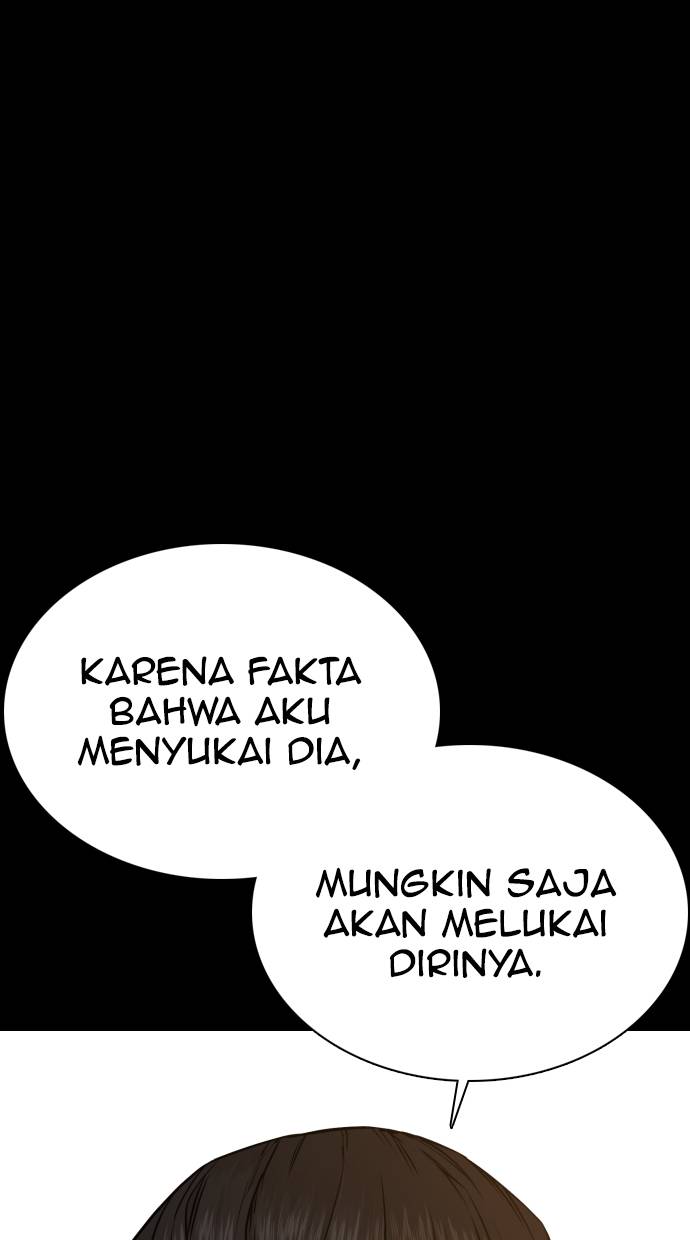 KARENA FAKTA
BAHWA AKU
MENYUKAI DIA,
MUNGKIN SAJA
AKAN MELUKAI
DIRINYA.